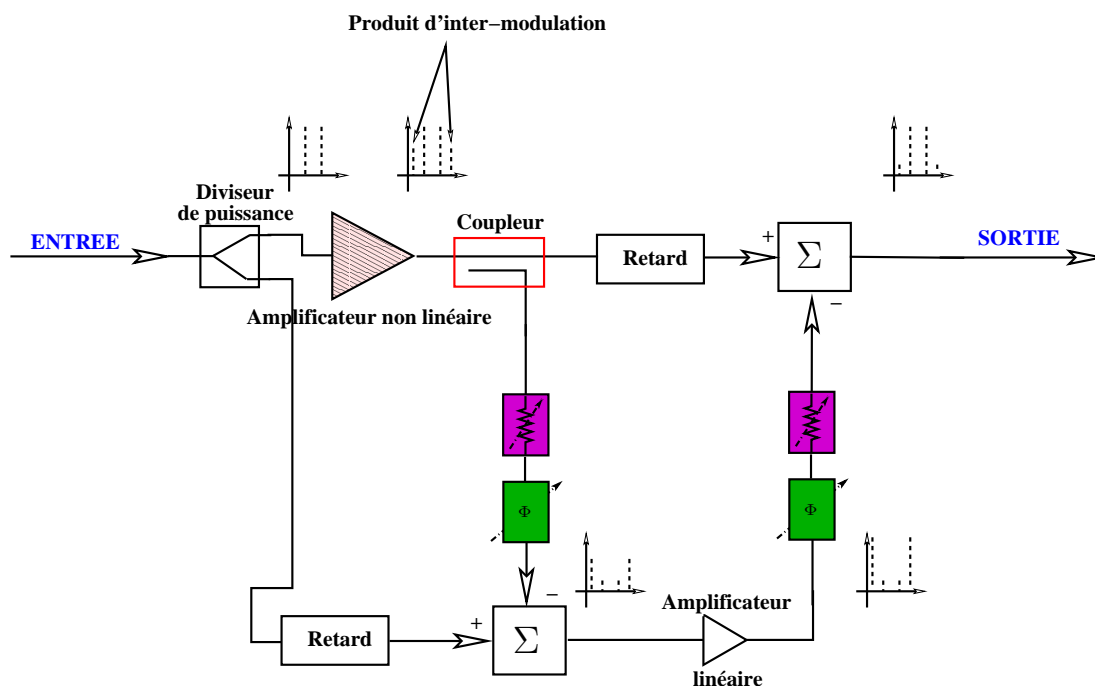 Produit d'inter−modulation
Diviseur
de puissance
Coupleur
ENTREE
Retard
+
Σ
SORTIE
−
Amplificateur non linéaire
Φ
Φ
−
Amplificateur
+
Retard
Σ
linéaire